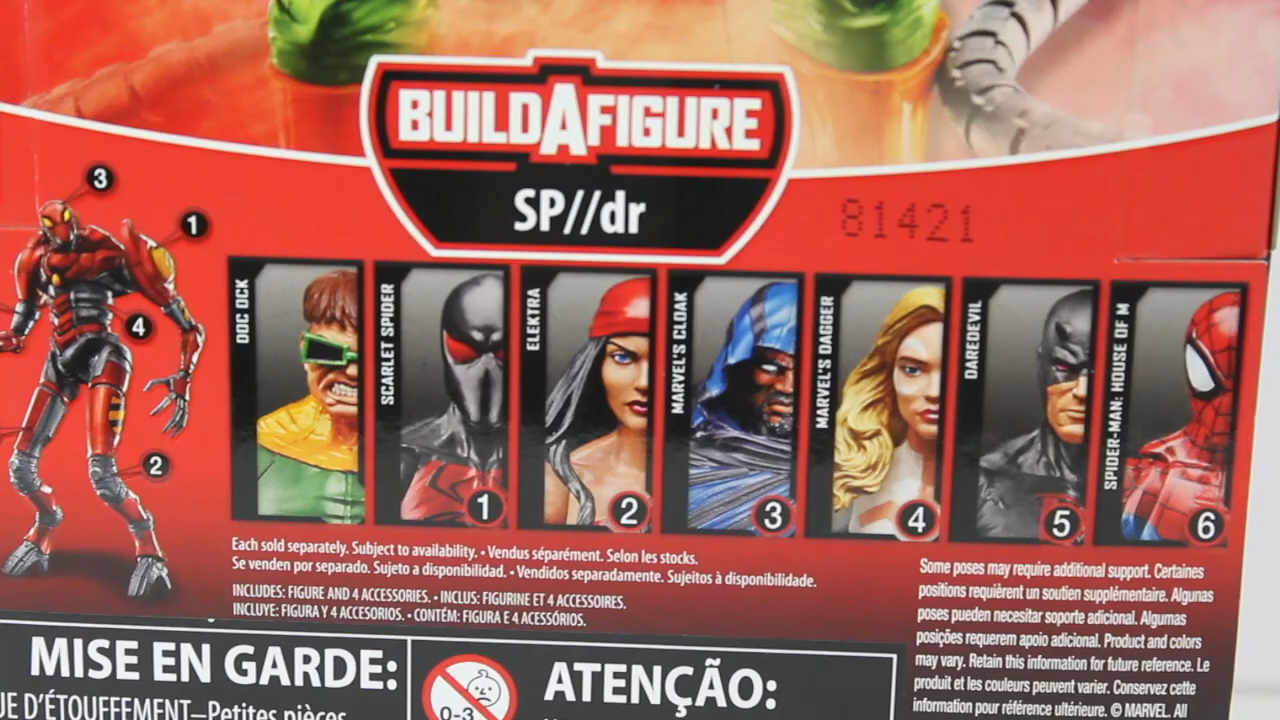 BUILDAFIGURE
SP//dr
81421
3
1
4
2
DOC OCK
SCARLET SPIDER
1
ELEKTRA
2
MARVEL'S CLOAK
3
MARVEL'S DAGGER
4
DAREDEVIL
5
SPIDER-MAN: HOUSE OF M
6
Each sold separately. Subject to availability. • Vendus séparément. Selon les stocks.
Se venden por separado. Sujeto a disponibilidad. • Vendidos separadamente. Sujeitos à disponibilidade.
INCLUDES: FIGURE AND 4 ACCESSORIES. • INCLUS: FIGURINE ET 4 ACCESSOIRES.
INCLUYE: FIGURA Y 4 ACCESORIOS. • CONTÉM: FIGURA E 4 ACESSÓRIOS.
Some poses may require additional support. Certaines
positions requièrent un soutien supplémentaire. Algunas
poses pueden necesitar soporte adicional. Algumas
posições requerem apoio adicional. Product and colors
may vary. Retain this information for future reference. Le
produit et les couleurs peuvent varier. Conservez cette
information pour référence ultérieure. © MARVEL. All
MISE EN GARDE:
D'ÉTOUFFEMENT–Petites pièces
0-3
ATENÇÃO: